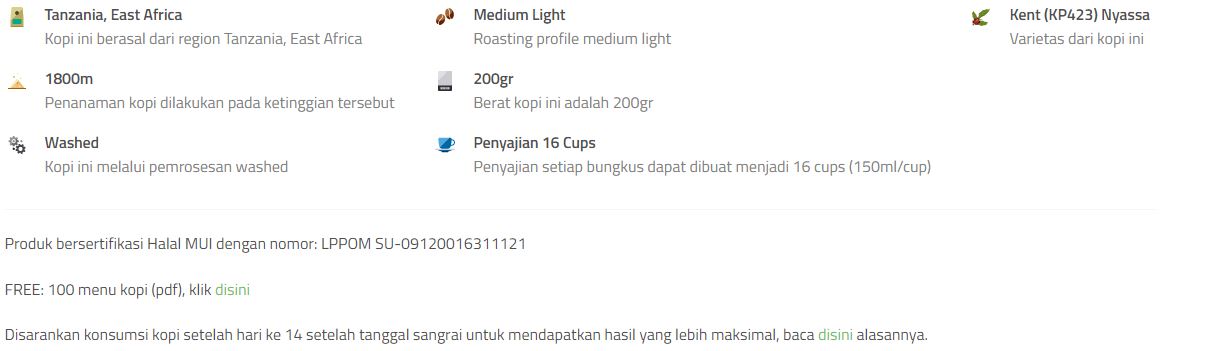 Tanzania, East Africa
Kopi ini berasal dari region Tanzania, East Africa
Medium Light
Roasting profile medium light
Kent (KP423) Nyassa
Varietas dari kopi ini
1800m
Penanaman kopi dilakukan pada ketinggian tersebut
200gr
Berat kopi ini adalah 200gr
Washed
Kopi ini melalui pemrosesan washed
Penyajian 16 Cups
Penyajian setiap bungkus dapat dibuat menjadi 16 cups (150ml/cup)
Produk bersertifikasi Halal MUI dengan nomor: LPPOM SU-09120016311121
FREE: 100 menu kopi (pdf), klik disini
Disarankan konsumsi kopi setelah hari ke 14 setelah tanggal sangrai untuk mendapatkan hasil yang lebih maksimal, baca disini alasannya.